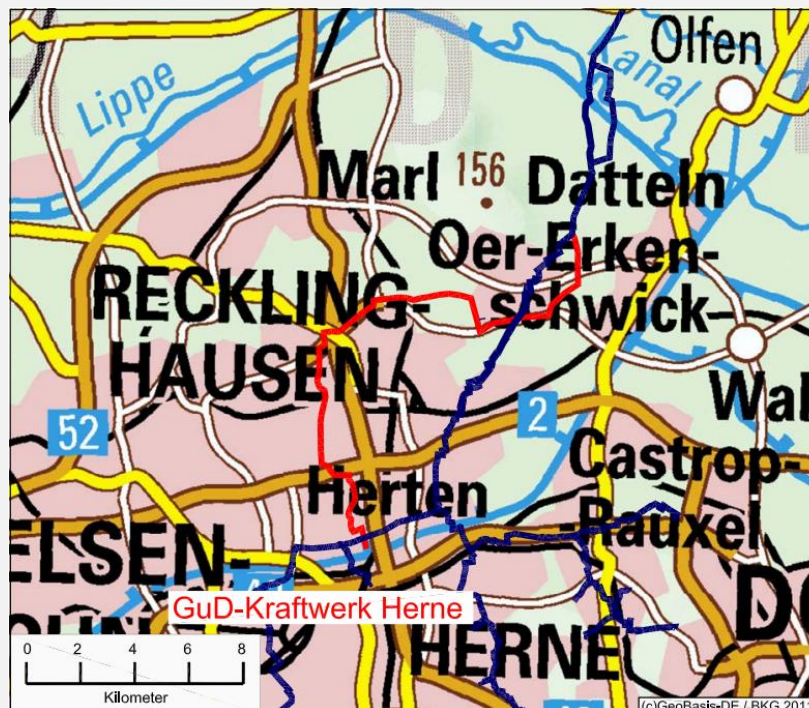 Olfen
Lippe
Kanal
Marl 156 Datteln
Oer-Erken-
schwick
RECKLING-
HAUSEN
Wal
52
2
Castrop-
-Rauxel
Herten
ELSEN-
GuD-Kraftwerk Herne
D
HERNE
0 2 4 6 8
Kilometer
(c)GeoBasis-DE / BKG 201